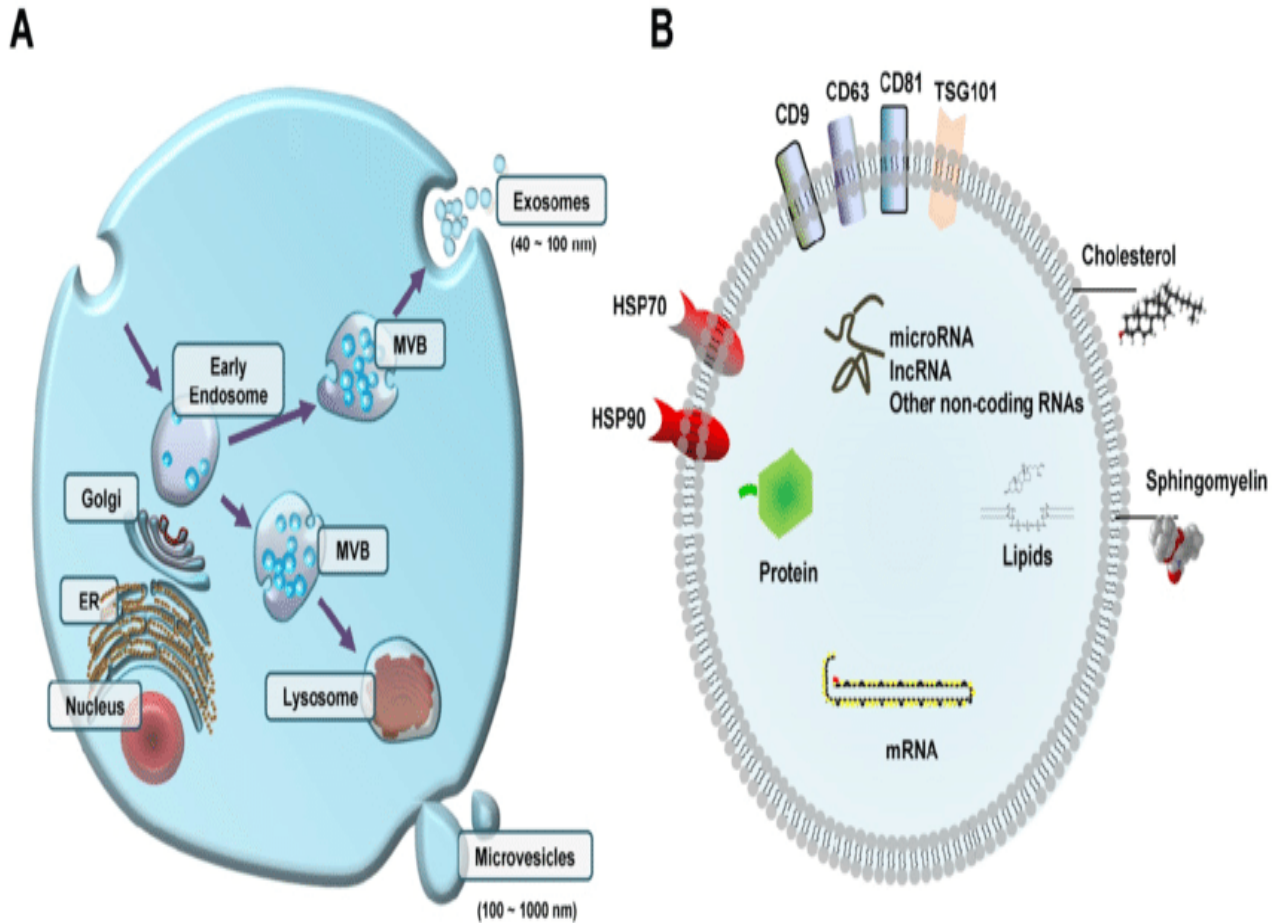 A
Exosomes
(40 ~ 100 nm)
MVB
Early
Endosome
Golgi
MVB
ER
Lysosome
Nucleus
Microvesicles
(100 ~ 1000 nm)
B
CD9
CD63
CD81
TSG101
Cholesterol
HSP70
microRNA
lncRNA
Other non-coding RNAs
HSP90
Sphingomyelin
Protein
Lipids
mRNA